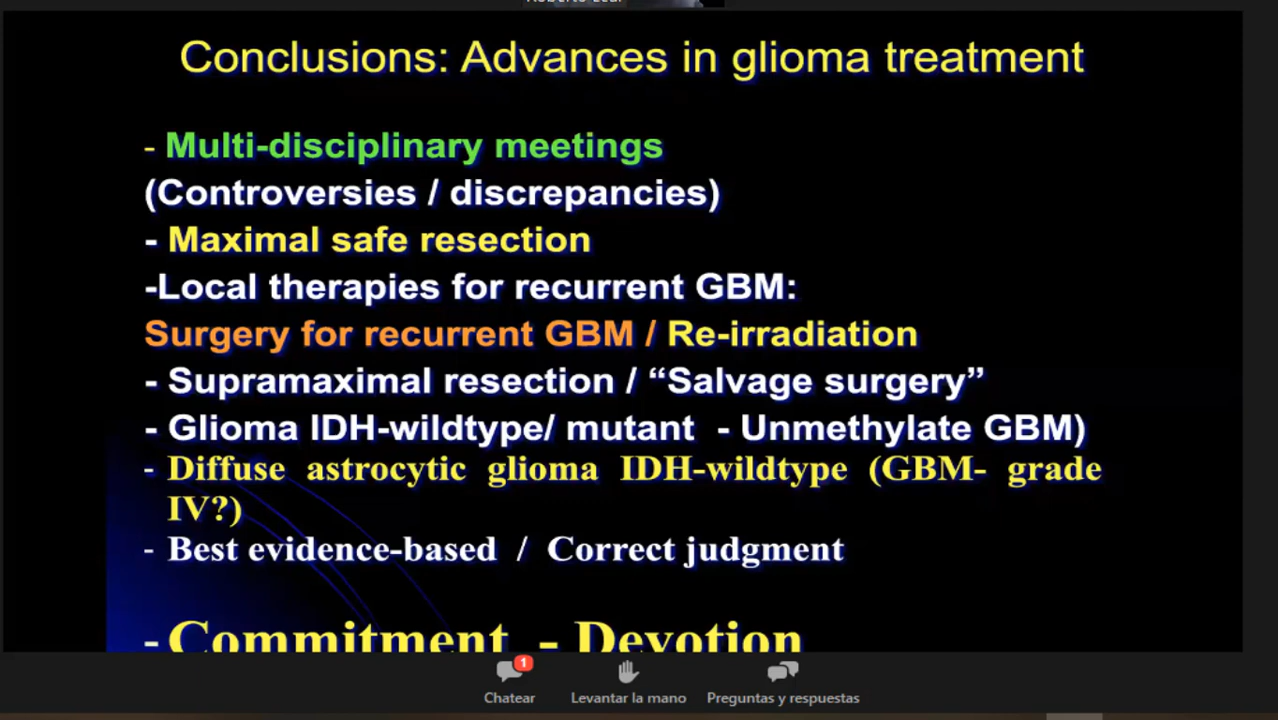 Conclusions: Advances in glioma treatment
- Multi-disciplinary meetings
(Controversies / discrepancies)
- Maximal safe resection
-Local therapies for recurrent GBM:
Surgery for recurrent GBM / Re-irradiation
- Supramaximal resection / “Salvage surgery”
- Glioma IDH-wildtype/ mutant - Unmethylate GBM)
- Diffuse astrocytic glioma IDH-wildtype (GBM- grade
IV?)
- Best evidence-based / Correct judgment
- Commitment - Devotion
1
Chatear
Levantar la mano
Preguntas y respuestas